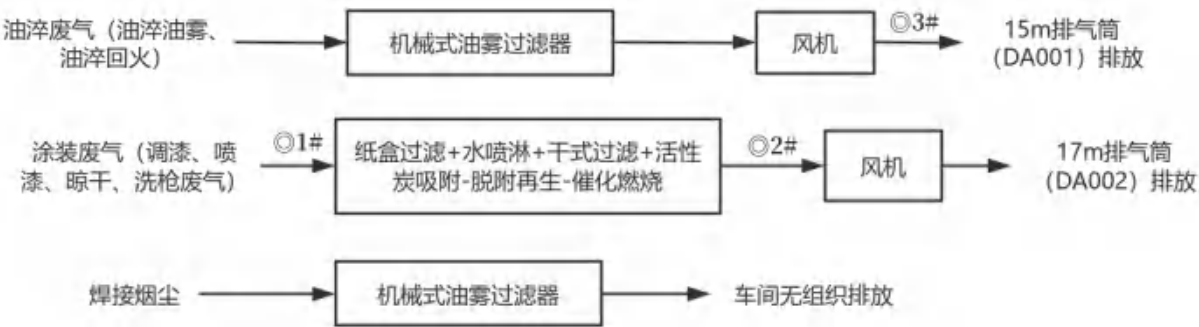 油淬废气（油淬油雾、
油淬回火）
机械式油雾过滤器
风机
◎3#
15m排气筒
（DA001）排放
涂装废气（调漆、喷
漆、晾干、洗枪废气）
◎1#
纸盒过滤+水喷淋+干式过滤+活性
炭吸附-脱附再生-催化燃烧
◎2#
风机
17m排气筒
（DA002）排放
焊接烟尘
机械式油雾过滤器
车间无组织排放